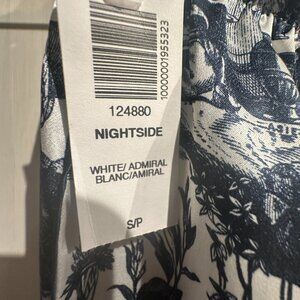 10000001955323
124880
NIGHTSIDE
WHITE/ ADMIRAL
BLANC/AMIRAL
S/P